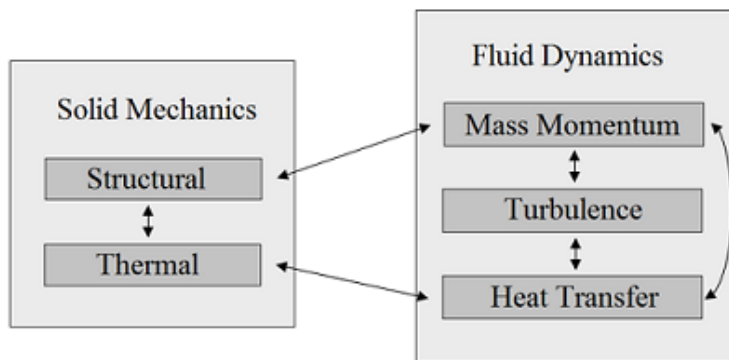 Solid Mechanics
Structural
Thermal
Fluid Dynamics
Mass Momentum
Turbulence
Heat Transfer